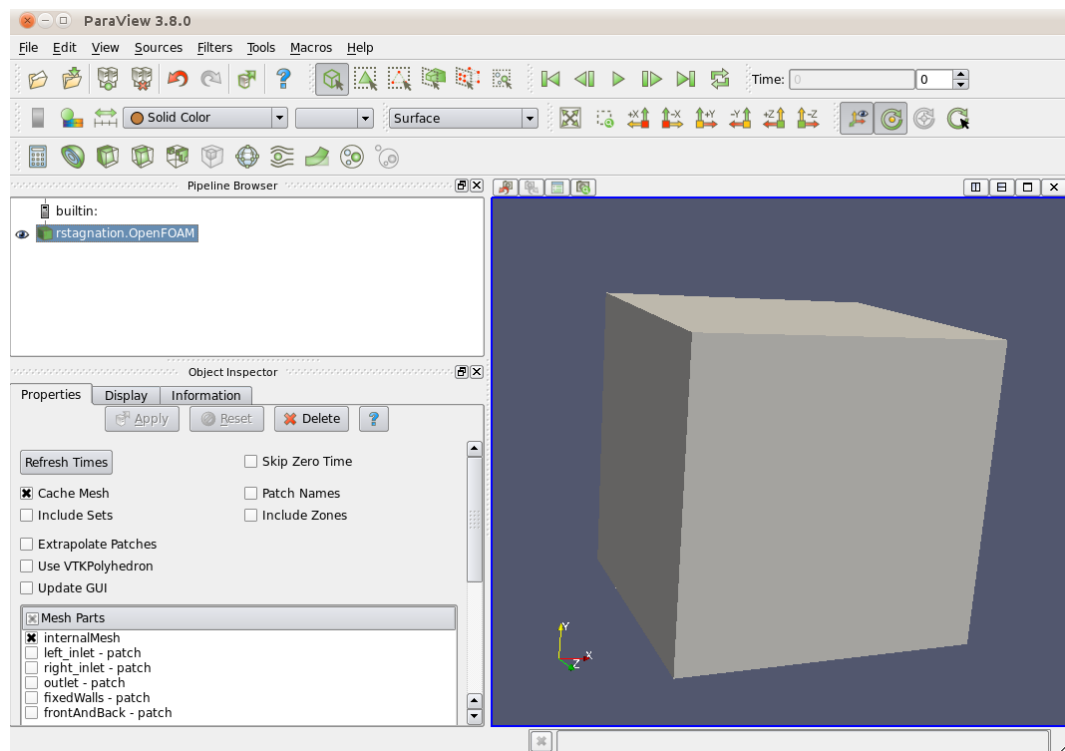 ParaView 3.8.0
File Edit View Sources Filters Tools Macros Help
? Time: 0 0
Solid Color Surface +X -X +Y -Y +Z -Z
Pipeline Browser
builtin:
rstagnation.OpenFOAM
Object Inspector
Properties Display Information
Apply Reset Delete ?
Refresh Times Skip Zero Time
Cache Mesh Patch Names
Include Sets Include Zones
Extrapolate Patches
Use VTKPolyhedron
Update GUI
Mesh Parts
internalMesh
left_inlet - patch
right_inlet - patch
outlet - patch
fixedWalls - patch
frontAndBack - patch
Y
X
Z